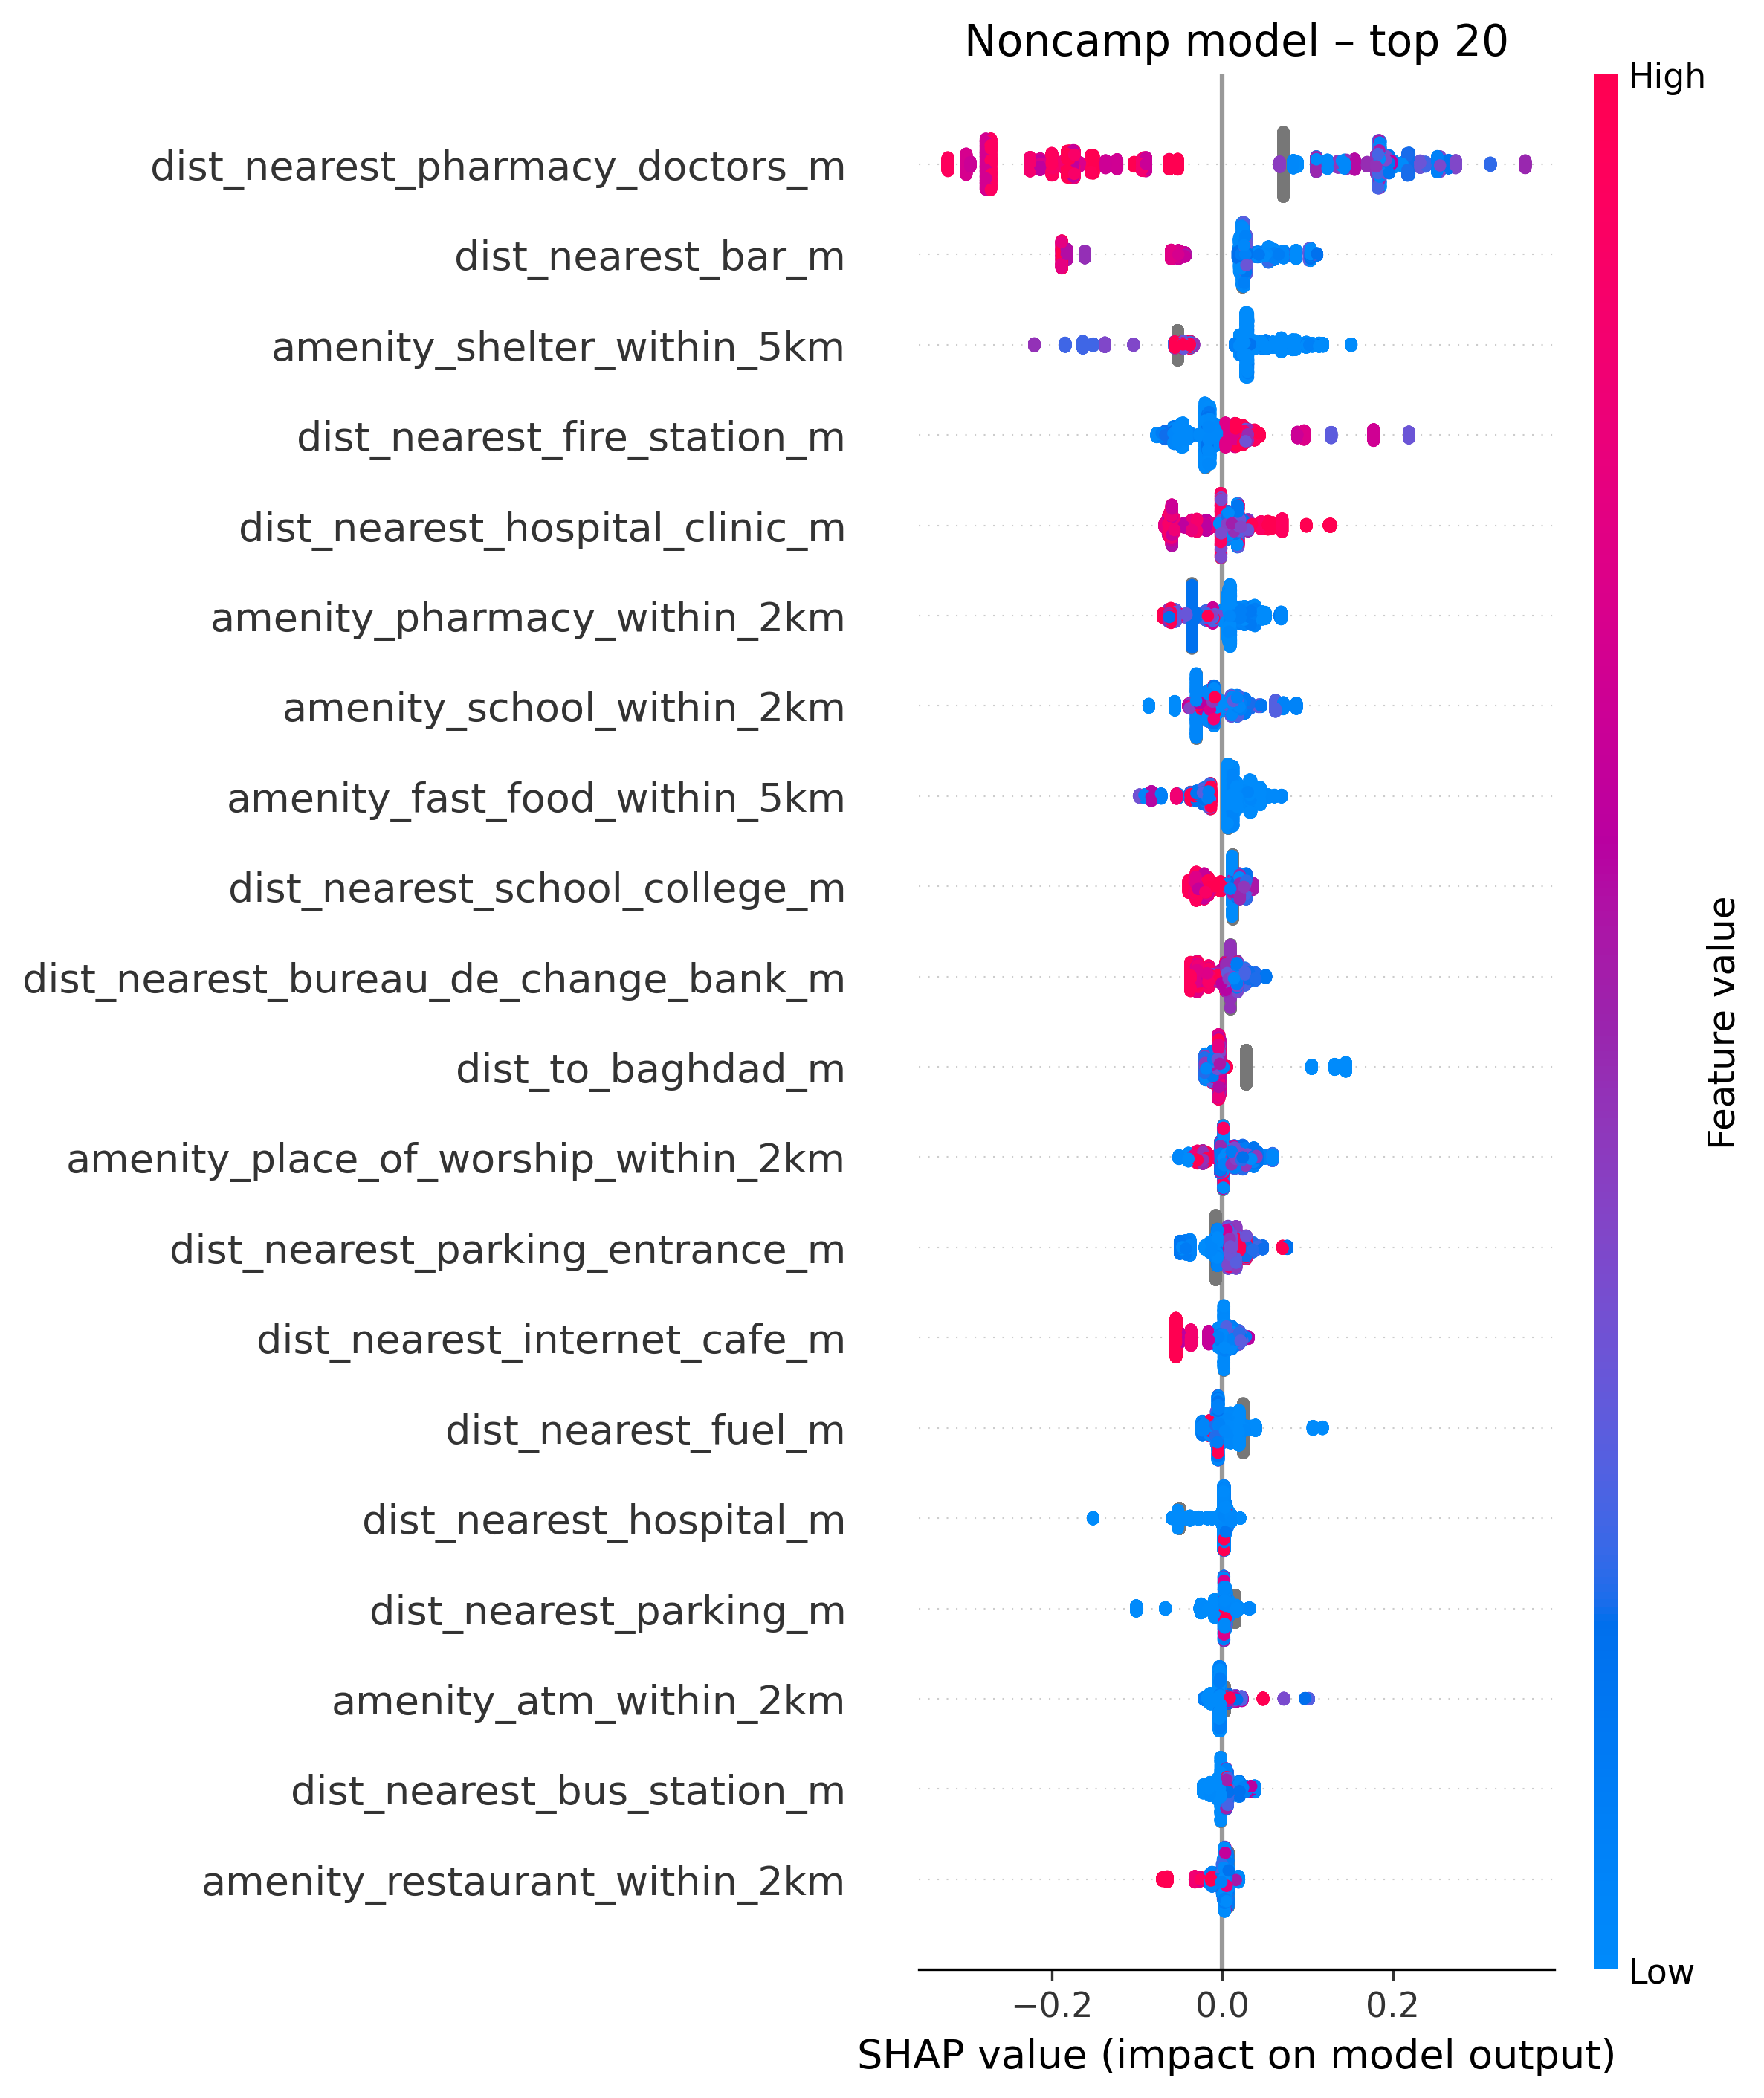 Noncamp model – top 20
High
dist_nearest_pharmacy_doctors_m
dist_nearest_bar_m
amenity_shelter_within_5km
dist_nearest_fire_station_m
dist_nearest_hospital_clinic_m
amenity_pharmacy_within_2km
amenity_school_within_2km
amenity_fast_food_within_5km
dist_nearest_school_college_m
dist_nearest_bureau_de_change_bank_m
dist_to_baghdad_m
amenity_place_of_worship_within_2km
dist_nearest_parking_entrance_m
dist_nearest_internet_cafe_m
dist_nearest_fuel_m
dist_nearest_hospital_m
dist_nearest_parking_m
amenity_atm_within_2km
dist_nearest_bus_station_m
amenity_restaurant_within_2km
Feature value
Low
−0.2 0.0 0.2
SHAP value (impact on model output)